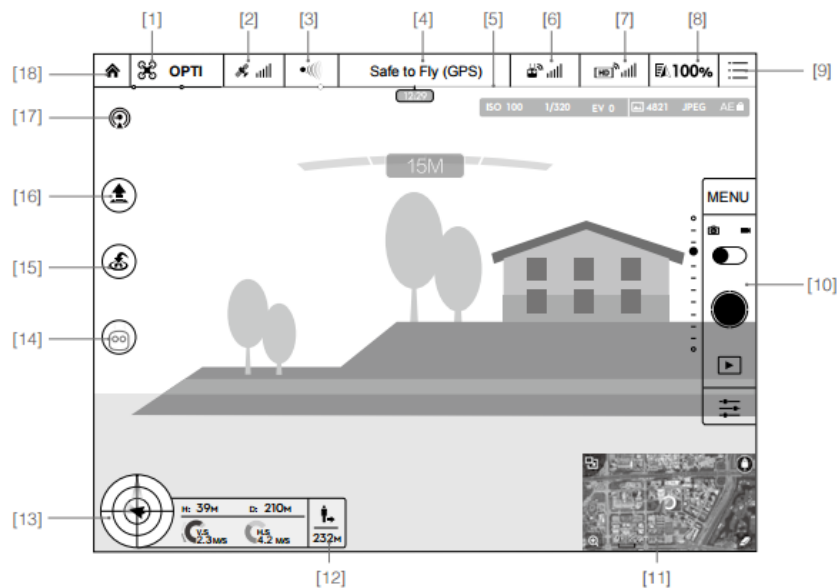 [1] [2] [3] [4] [5] [6] [7] [8]
[18] OPTI Safe to Fly (GPS) HD 100% [9]
12:29
[17] ISO 100 1/320 EV 0 4821 JPEG AE
15M
[16] MENU
[15] [10]
[14]
H: 39M D: 210M
[13] V.S 2.3 M/S H.S 4.2 M/S 232M
[12] [11]